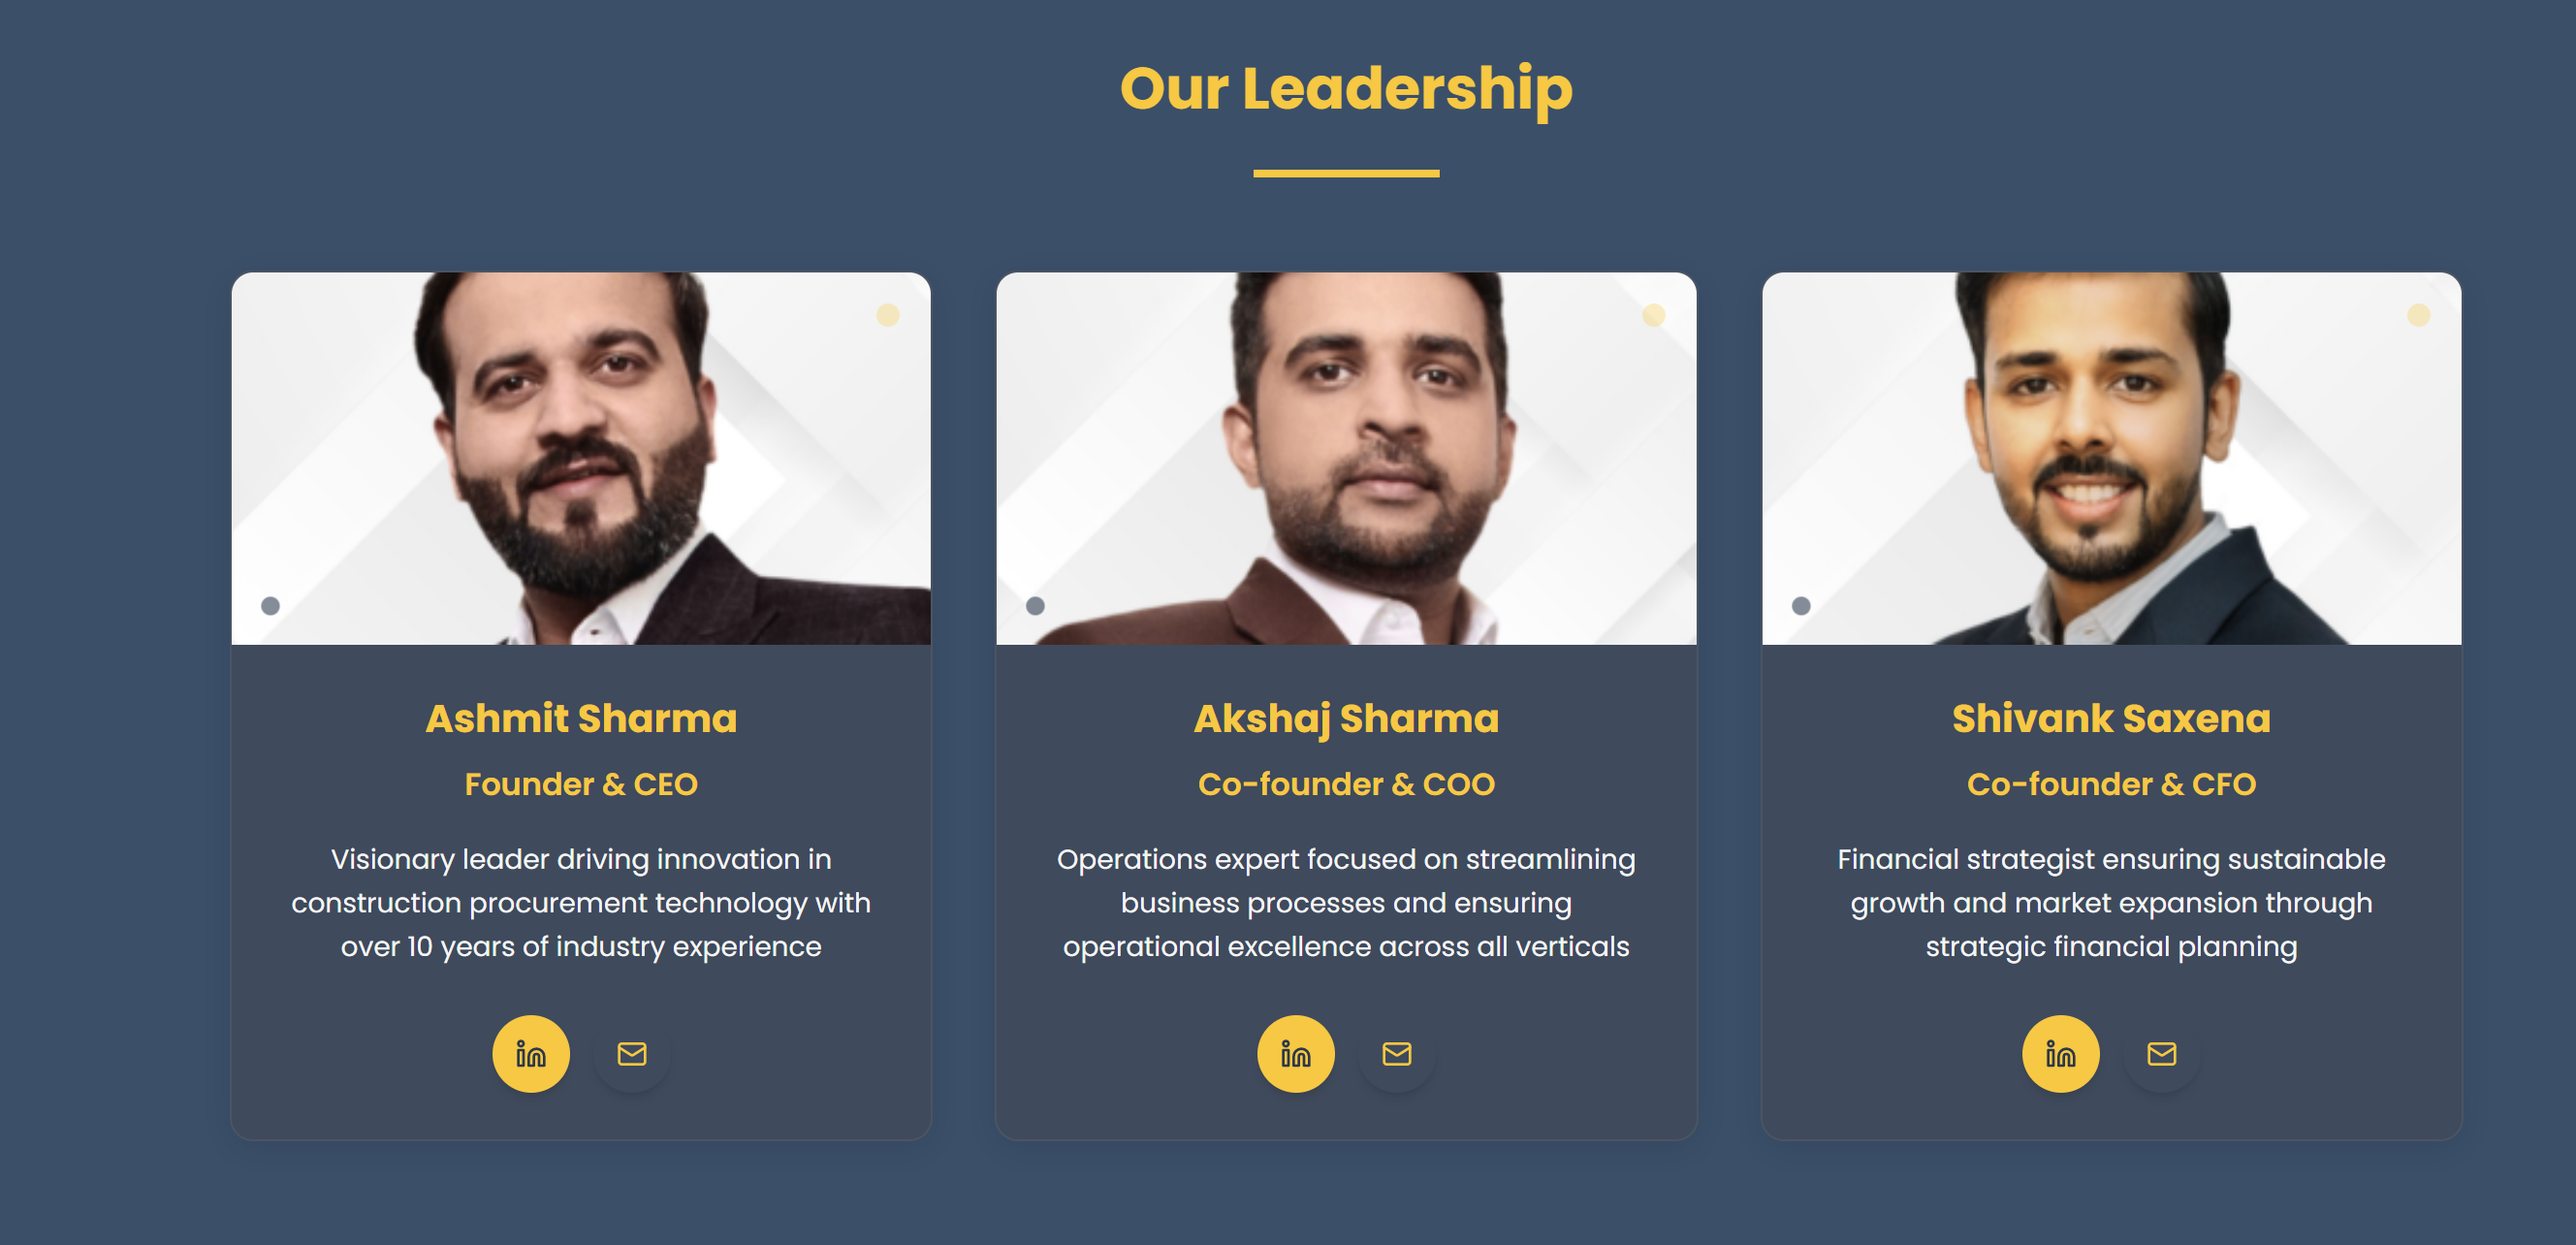 Our Leadership
Ashmit Sharma
Founder & CEO
Visionary leader driving innovation in
construction procurement technology with
over 10 years of industry experience
in
Akshaj Sharma
Co-founder & COO
Operations expert focused on streamlining
business processes and ensuring
operational excellence across all verticals
in
Shivank Saxena
Co-founder & CFO
Financial strategist ensuring sustainable
growth and market expansion through
strategic financial planning
in